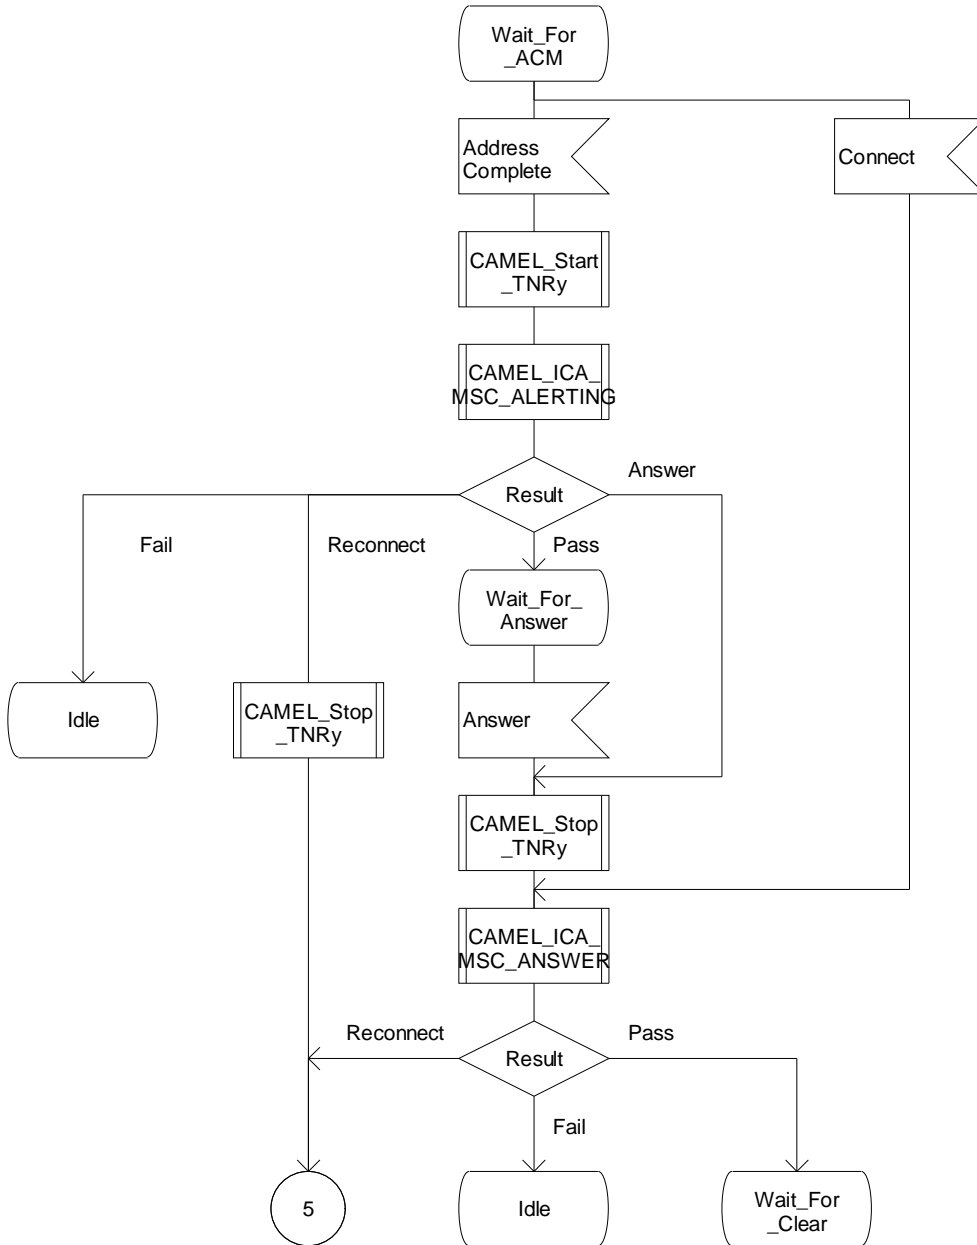 Wait_For
_ACM
Address
Complete
Connect
CAMEL_Start
_TNRy
CAMEL_ICA_
MSC_ALERTING
Answer
Result
Fail
Reconnect
Pass
Wait_For_
Answer
Idle
CAMEL_Stop
_TNRy
Answer
CAMEL_Stop
_TNRy
CAMEL_ICA_
MSC_ANSWER
Reconnect
Pass
Result
Fail
5
Idle
Wait_For
_Clear